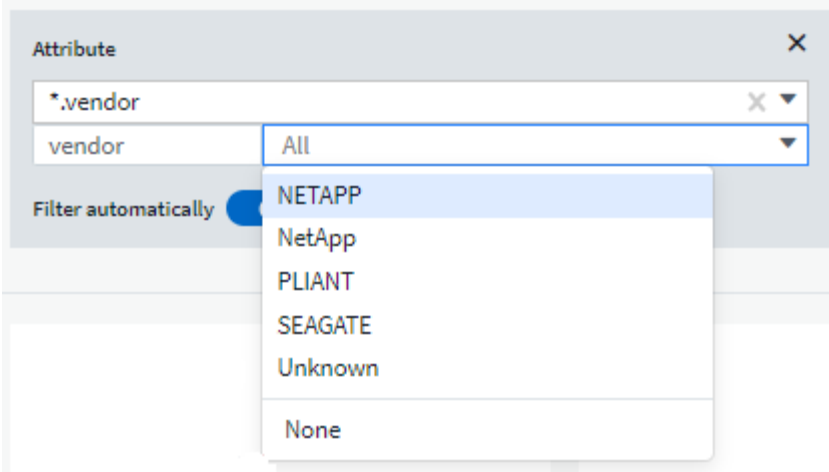 Attribute
*.vendor
vendor All
NETAPP
Filter automatically
NetApp
PLIANT
SEAGATE
Unknown
None